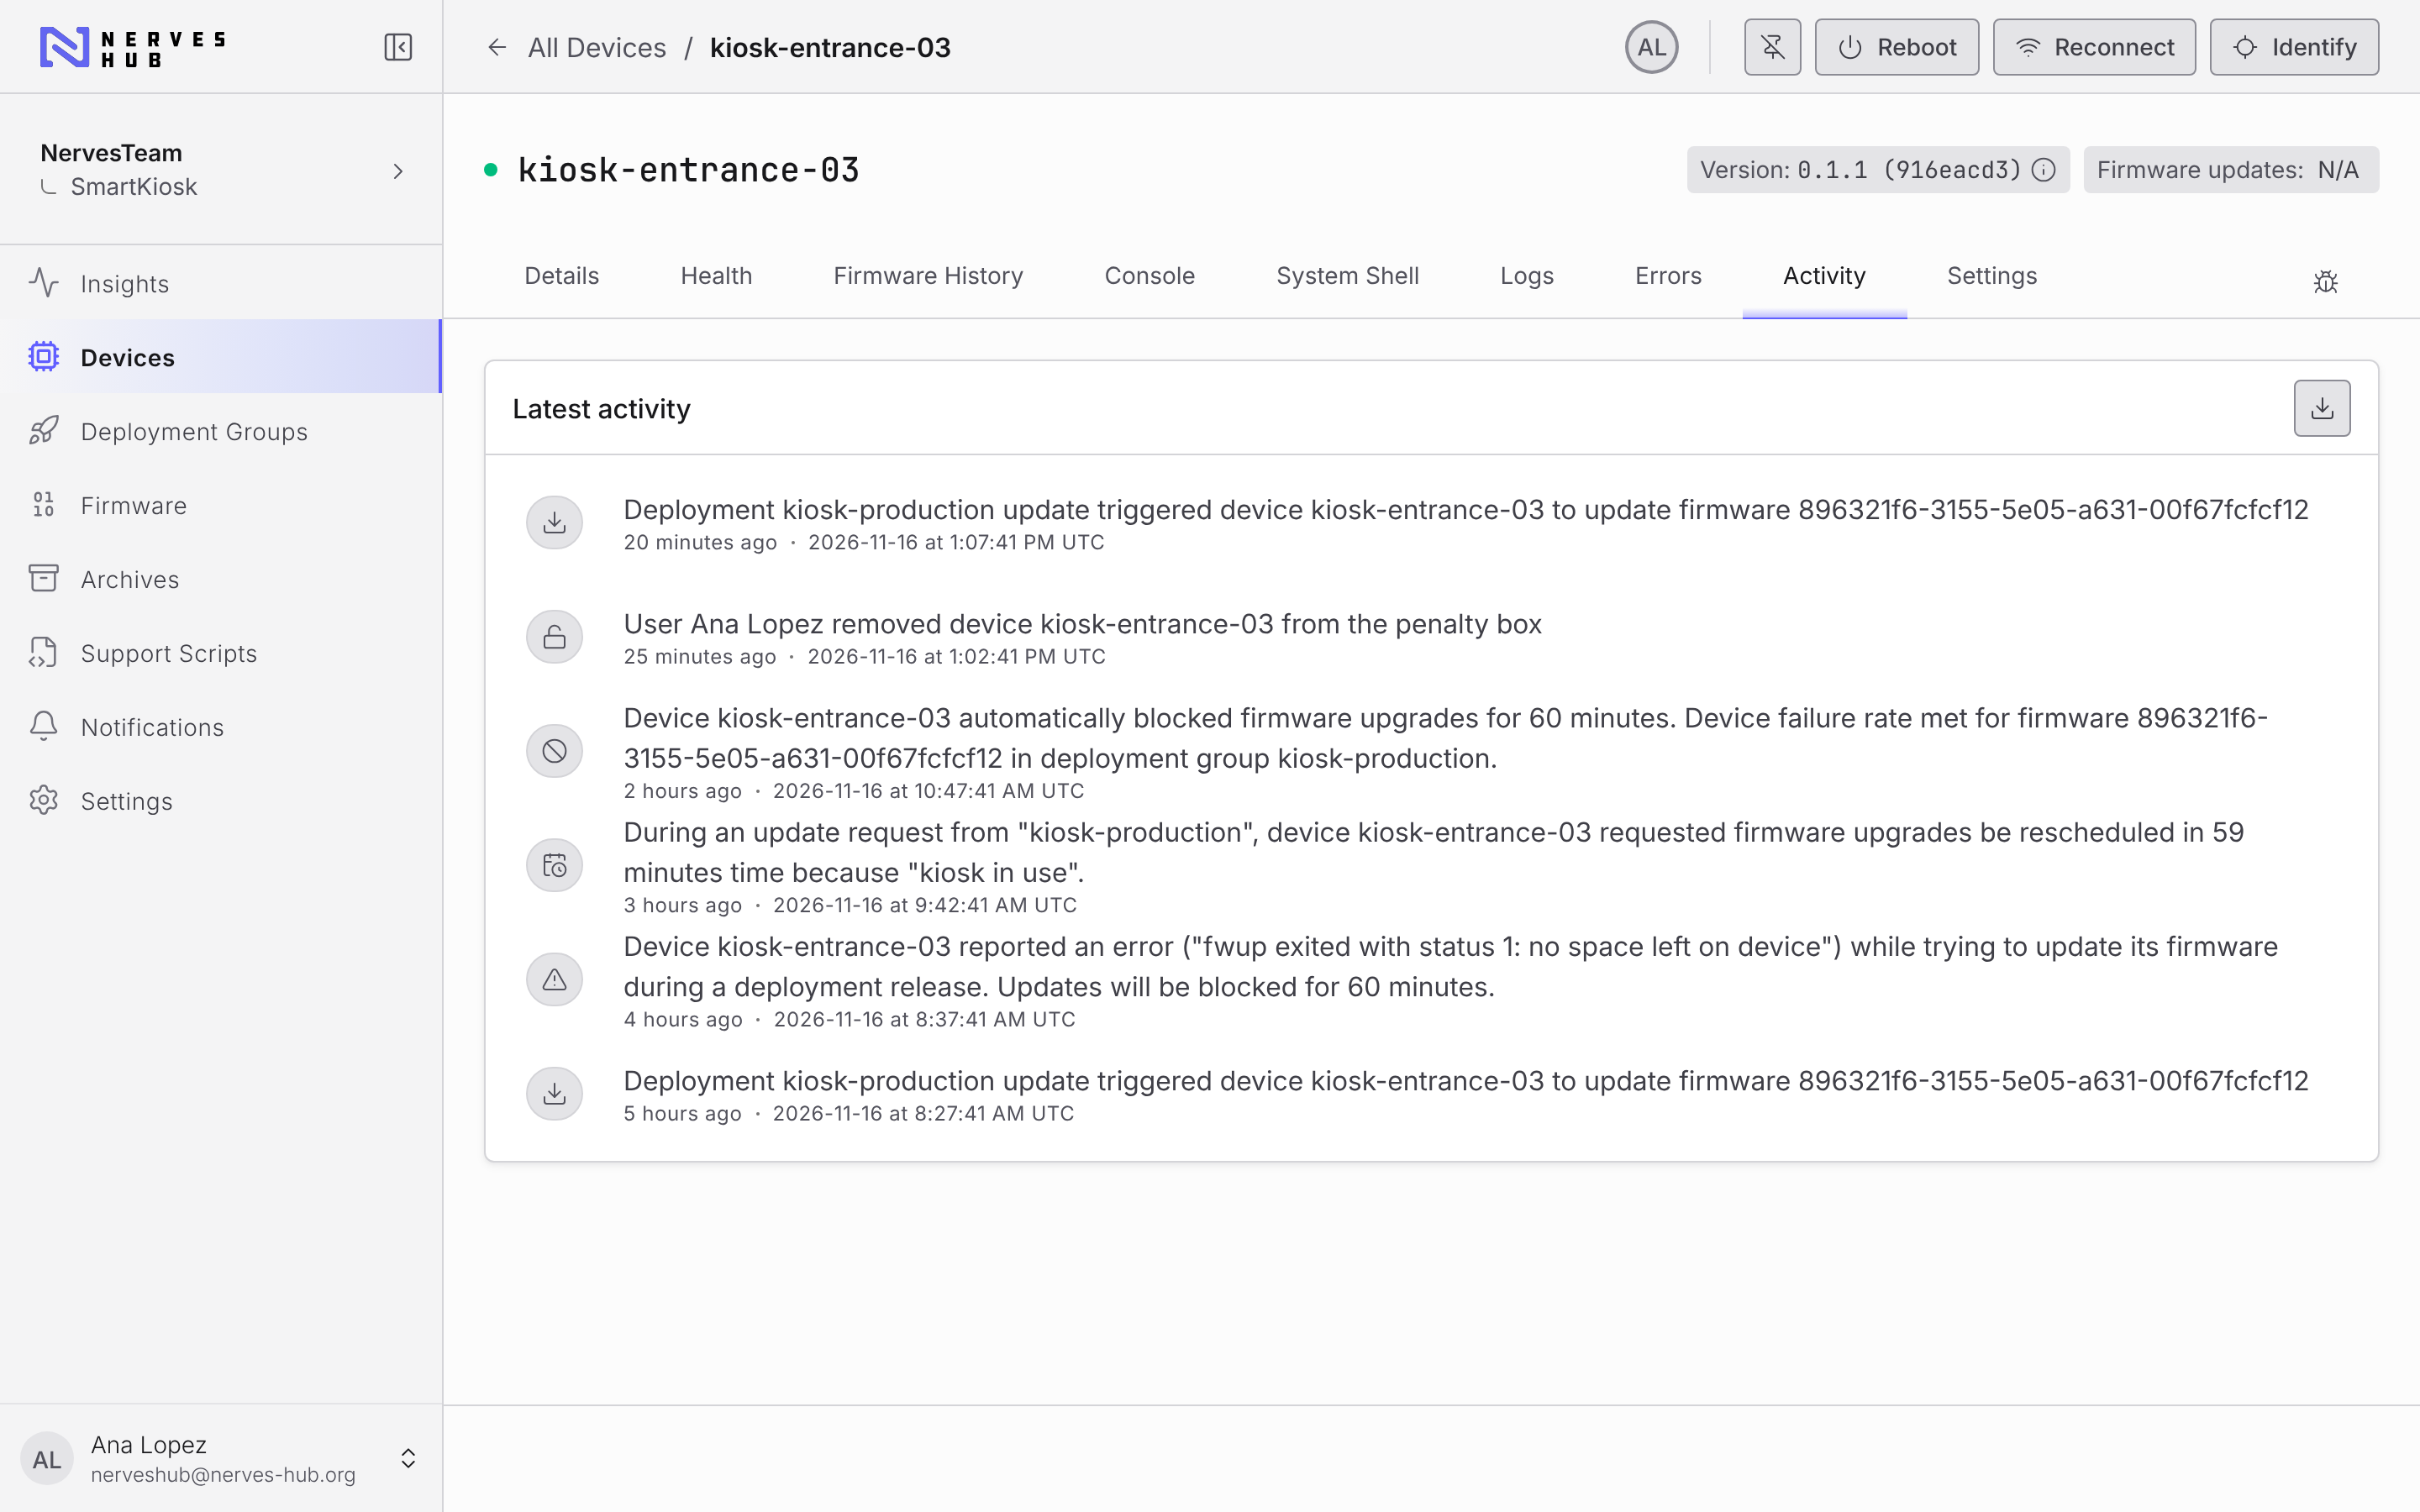 NERVES
HUB
All Devices / kiosk-entrance-03
AL
Reboot
Reconnect
Identify
NervesTeam
SmartKiosk
Insights
Devices
Deployment Groups
Firmware
Archives
Support Scripts
Notifications
Settings
kiosk-entrance-03
Version: 0.1.1 (916eacd3)
Firmware updates: N/A
Details
Health
Firmware History
Console
System Shell
Logs
Errors
Activity
Settings
Latest activity
Deployment kiosk-production update triggered device kiosk-entrance-03 to update firmware 896321f6-3155-5e05-a631-00f67fcfcf12
20 minutes ago · 2026-11-16 at 1:07:41 PM UTC
User Ana Lopez removed device kiosk-entrance-03 from the penalty box
25 minutes ago · 2026-11-16 at 1:02:41 PM UTC
Device kiosk-entrance-03 automatically blocked firmware upgrades for 60 minutes. Device failure rate met for firmware 896321f6-
3155-5e05-a631-00f67fcfcf12 in deployment group kiosk-production.
2 hours ago · 2026-11-16 at 10:47:41 AM UTC
During an update request from "kiosk-production", device kiosk-entrance-03 requested firmware upgrades be rescheduled in 59
minutes time because "kiosk in use".
3 hours ago · 2026-11-16 at 9:42:41 AM UTC
Device kiosk-entrance-03 reported an error ("fwup exited with status 1: no space left on device") while trying to update its firmware
during a deployment release. Updates will be blocked for 60 minutes.
4 hours ago · 2026-11-16 at 8:37:41 AM UTC
Deployment kiosk-production update triggered device kiosk-entrance-03 to update firmware 896321f6-3155-5e05-a631-00f67fcfcf12
5 hours ago · 2026-11-16 at 8:27:41 AM UTC
AL
Ana Lopez
nerveshub@nerves-hub.org